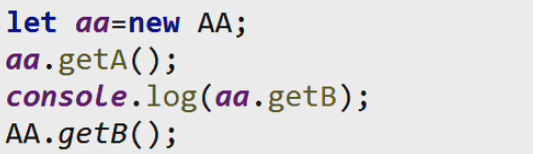 let aa=new AA;
aa.getA();
console.log(aa.getB);
AA.getB();